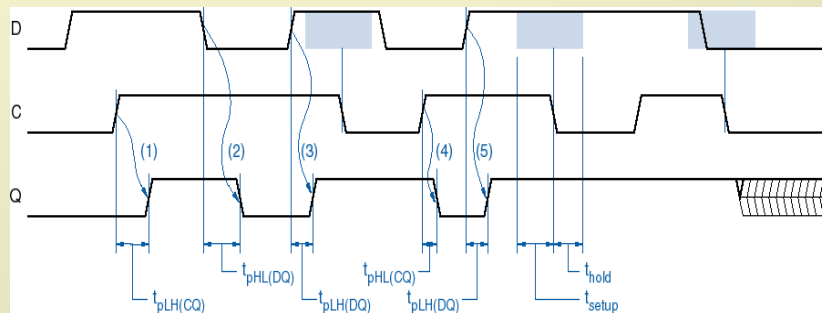 D
C
(1) (2) (3) (4) (5)
Q
tpHL(DQ) tpHL(CQ) thold
tpLH(CQ) tpLH(DQ) tpLH(DQ) tsetup